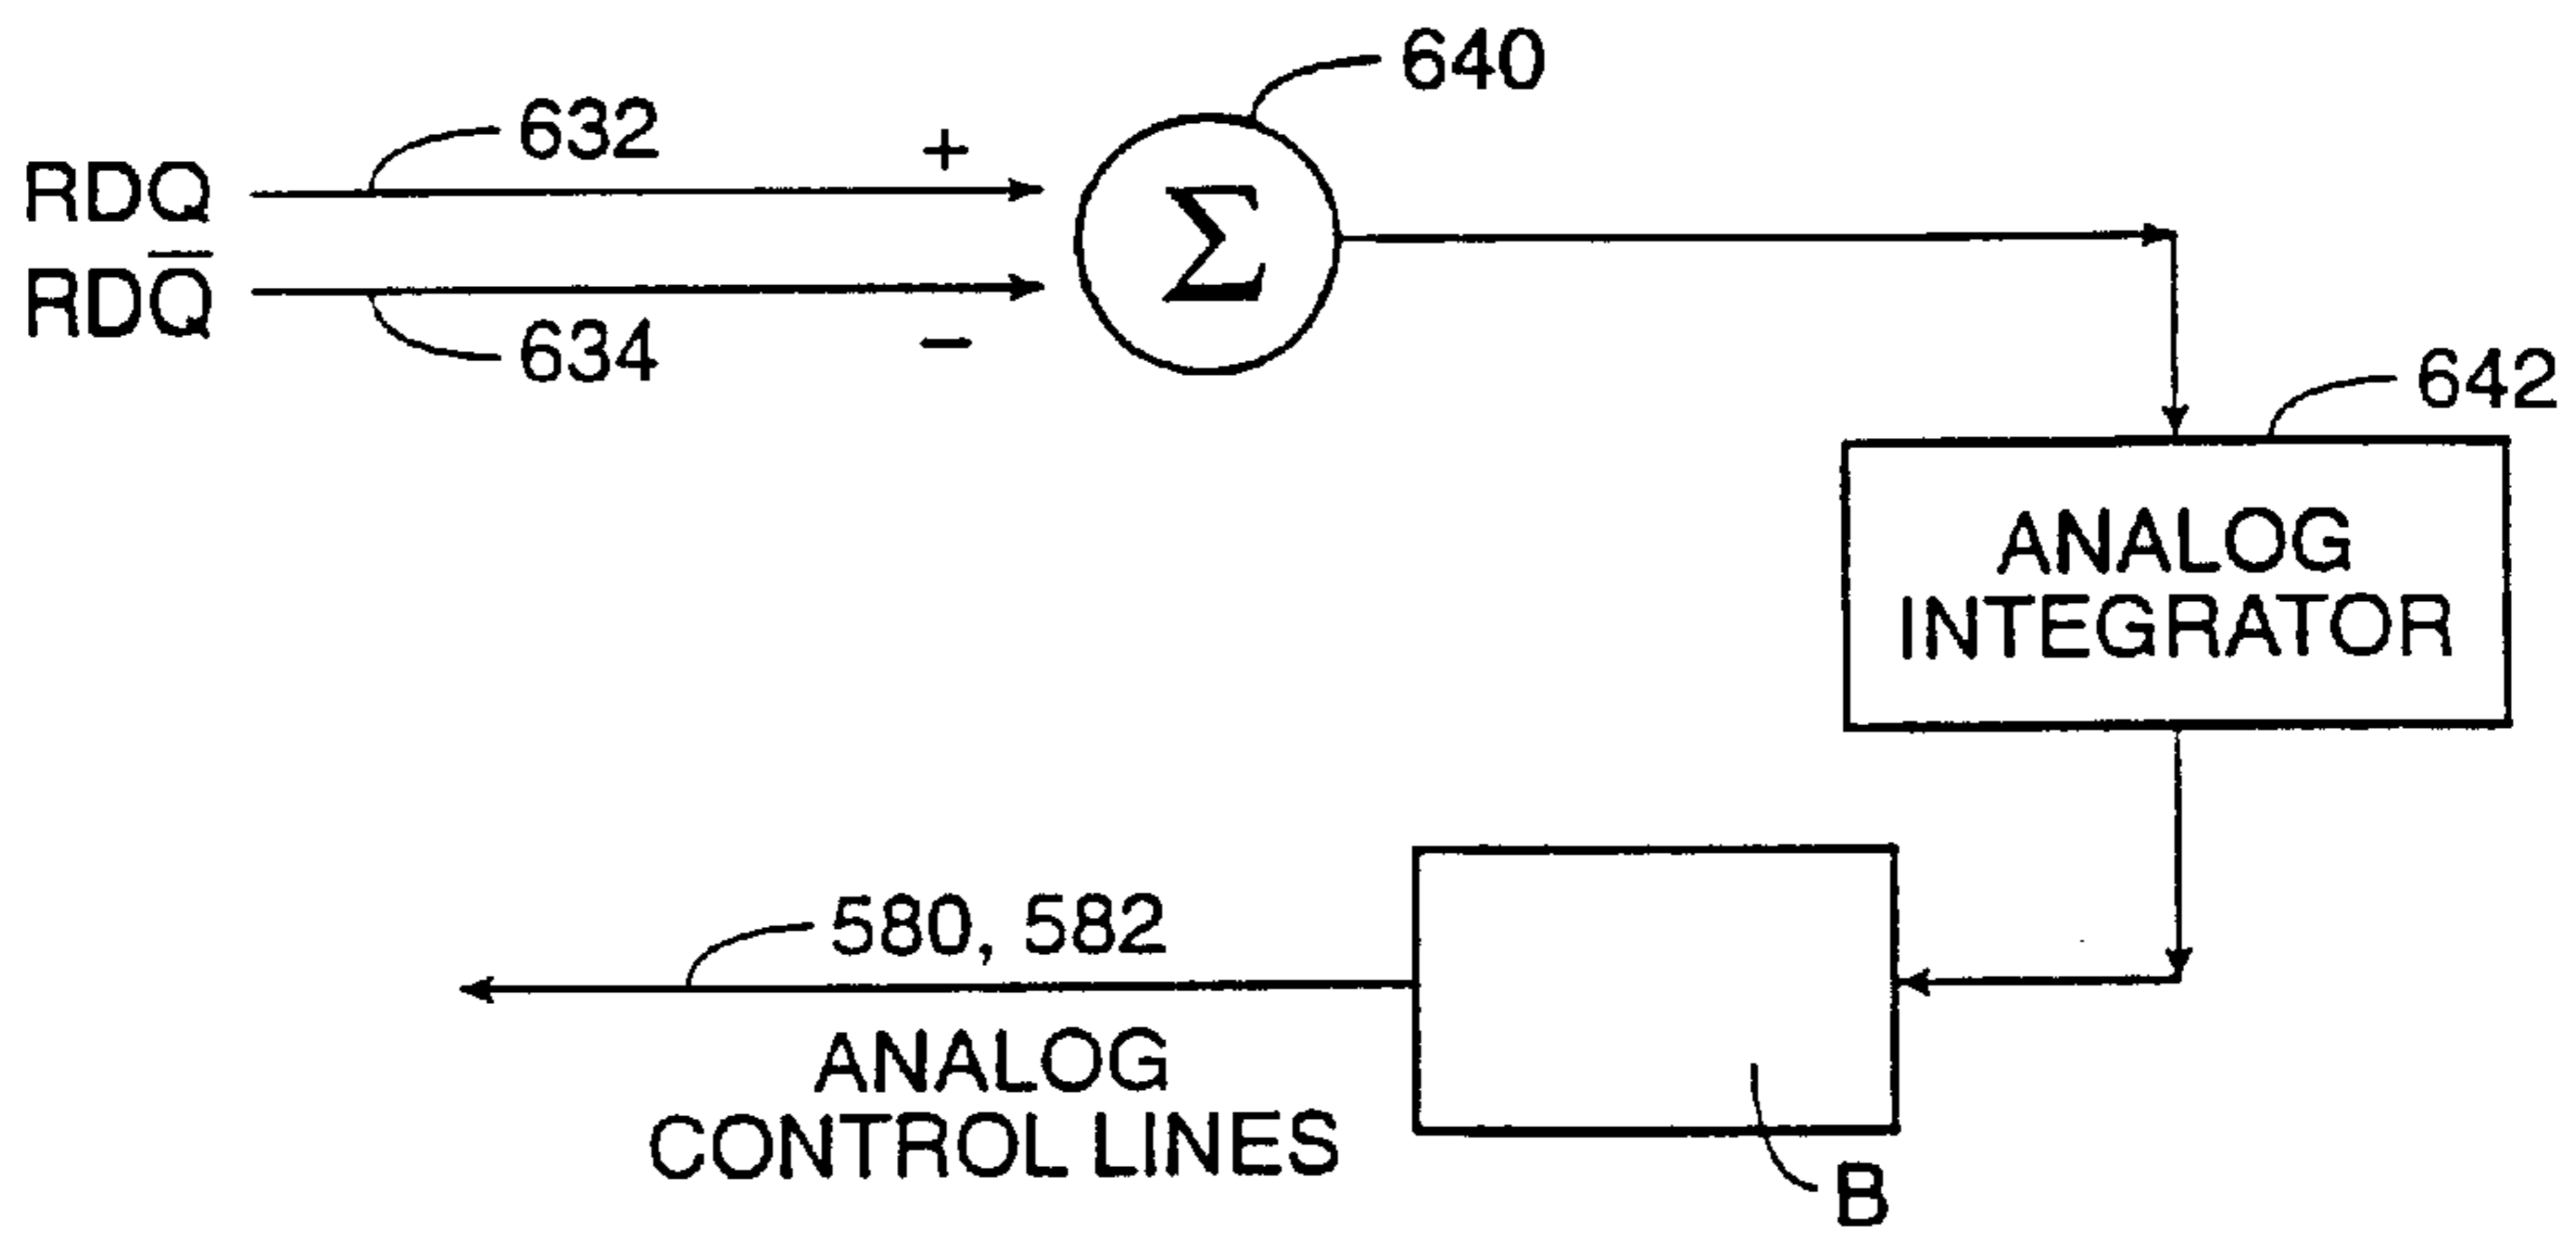 640
632
+
RDQ
Σ
RDQ̅
634
−
642
ANALOG
INTEGRATOR
580, 582
ANALOG
CONTROL LINES
B